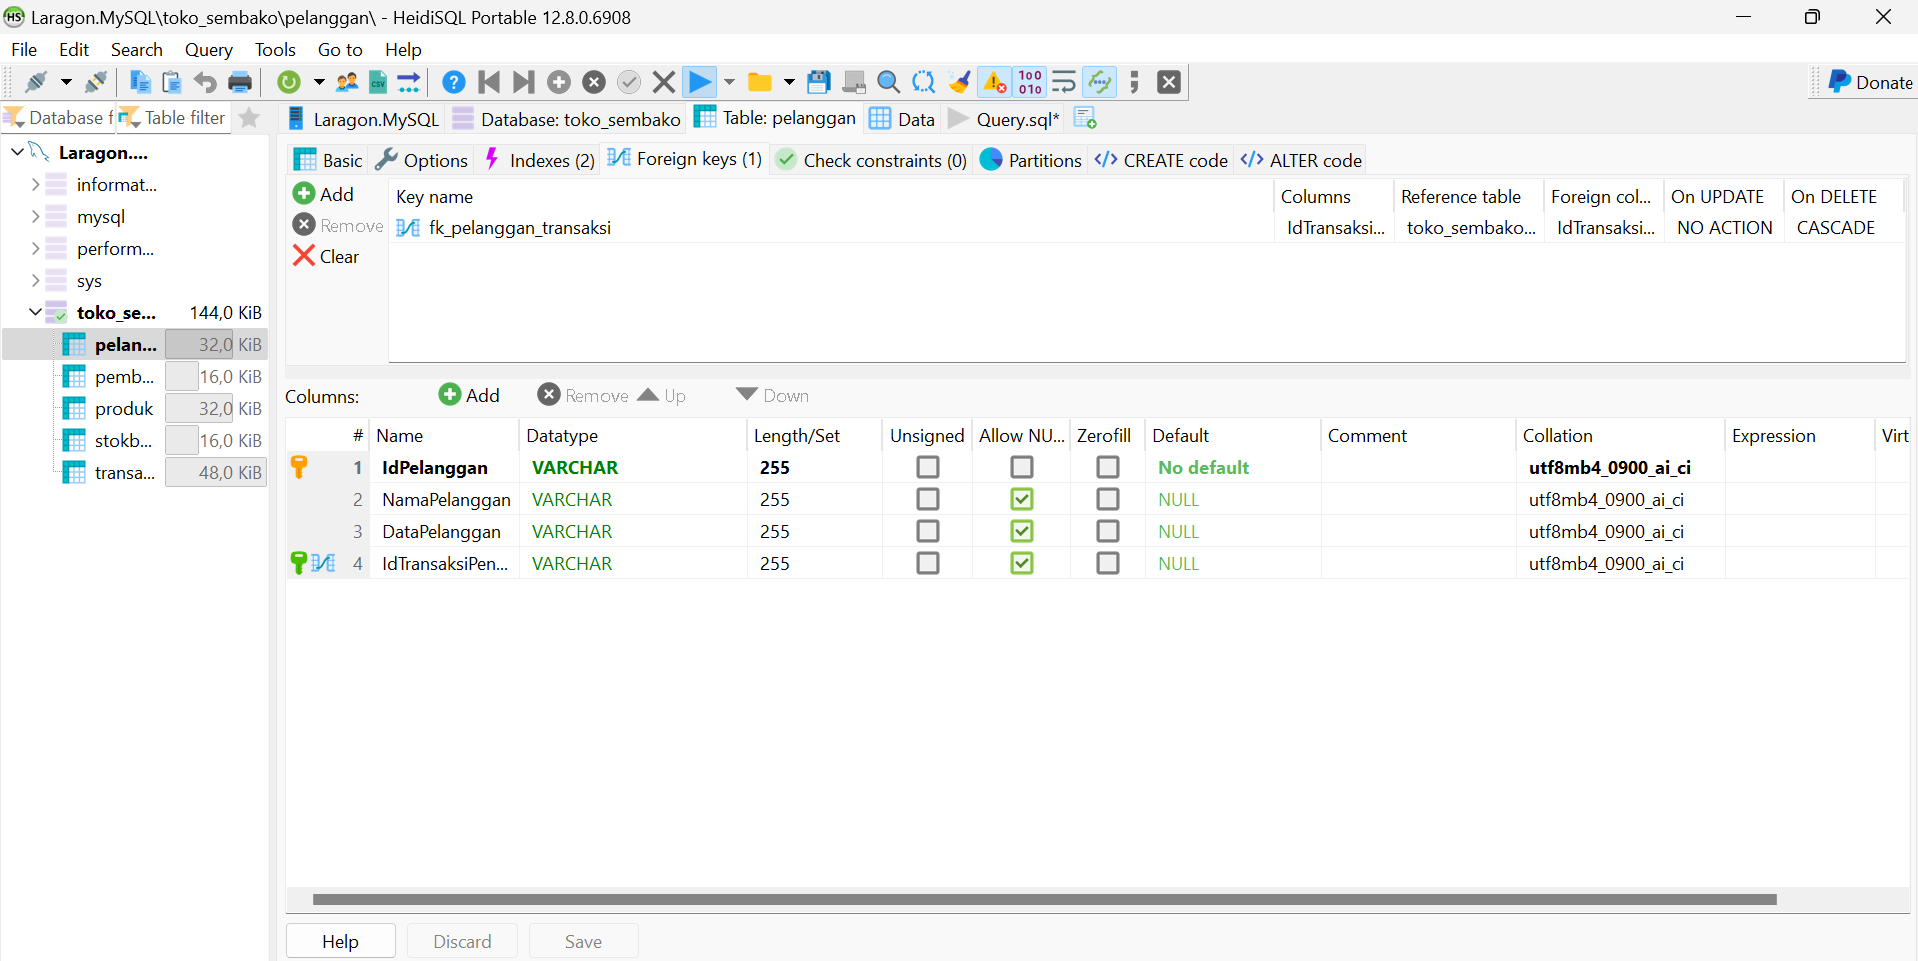 Laragon.MySQL\toko_sembako\pelanggan\ - HeidiSQL Portable 12.8.0.6908
File Edit Search Query Tools Go to Help
Donate
Database f Table filter
Laragon.MySQL Database: toko_sembako Table: pelanggan Data Query.sql*
Laragon....
informat...
mysql
perform...
sys
toko_se... 144,0 KiB
pelan... 32,0 KiB
pemb... 16,0 KiB
produk 32,0 KiB
stokb... 16,0 KiB
transa... 48,0 KiB
Basic Options Indexes (2) Foreign keys (1) Check constraints (0) Partitions CREATE code ALTER code
Add
Remove
Clear
Key name Columns Reference table Foreign col... On UPDATE On DELETE
fk_pelanggan_transaksi IdTransaksi... toko_sembako... IdTransaksi... NO ACTION CASCADE
Columns: Add Remove Up Down
# Name Datatype Length/Set Unsigned Allow NU... Zerofill Default Comment Collation Expression Virt
1 IdPelanggan VARCHAR 255 No default utf8mb4_0900_ai_ci
2 NamaPelanggan VARCHAR 255 NULL utf8mb4_0900_ai_ci
3 DataPelanggan VARCHAR 255 NULL utf8mb4_0900_ai_ci
4 IdTransaksiPen... VARCHAR 255 NULL utf8mb4_0900_ai_ci
Help Discard Save